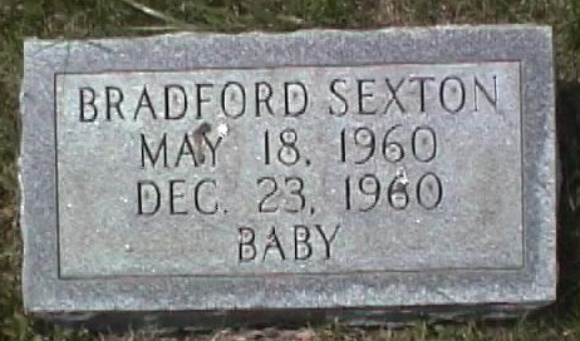 BRADFORD SEXTON
MAY 18, 1960
DEC. 23, 1960
BABY